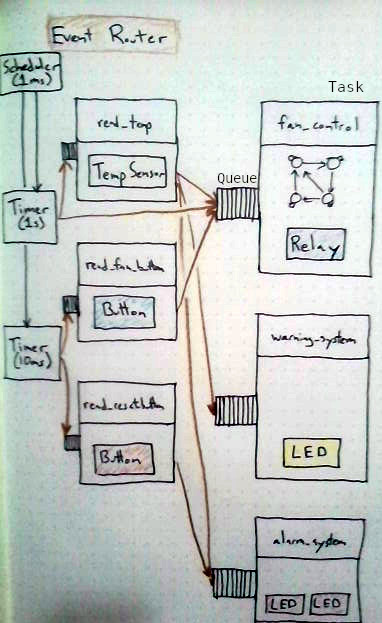 Event Router
Scheduler
(1ms)
Task
read_temp
fan_control
Temp Sensor
Queue
Timer
(1s)
Relay
read_fan_button
Button
warning_system
Timer
(10ms)
read_reset_button
Button
LED
alarm_system
LED LED